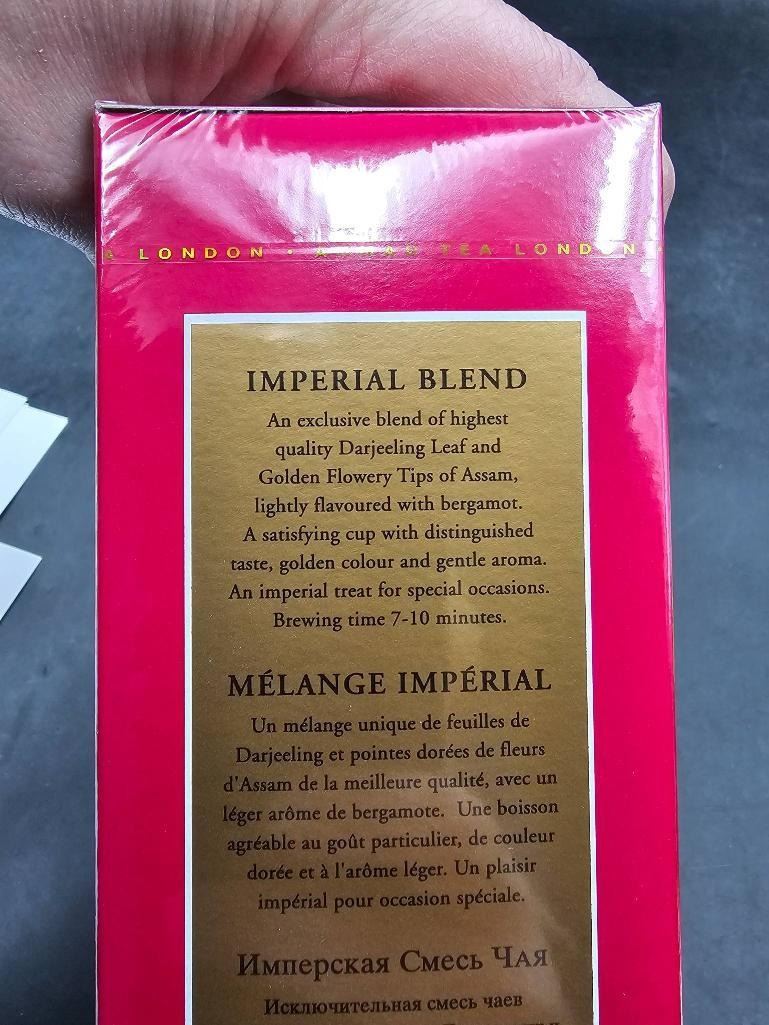 LONDON · A TEA LONDON ·
IMPERIAL BLEND
An exclusive blend of highest
quality Darjeeling Leaf and
Golden Flowery Tips of Assam,
lightly flavoured with bergamot.
A satisfying cup with distinguished
taste, golden colour and gentle aroma.
An imperial treat for special occasions.
Brewing time 7-10 minutes.
MÉLANGE IMPÉRIAL
Un mélange unique de feuilles de
Darjeeling et pointes dorées de fleurs
d'Assam de la meilleure qualité, avec un
léger arôme de bergamote. Une boisson
agréable au goût particulier, de couleur
dorée et à l'arôme léger. Un plaisir
impérial pour occasion spéciale.
Имперская Смесь Чая
Исключительная смесь чаев